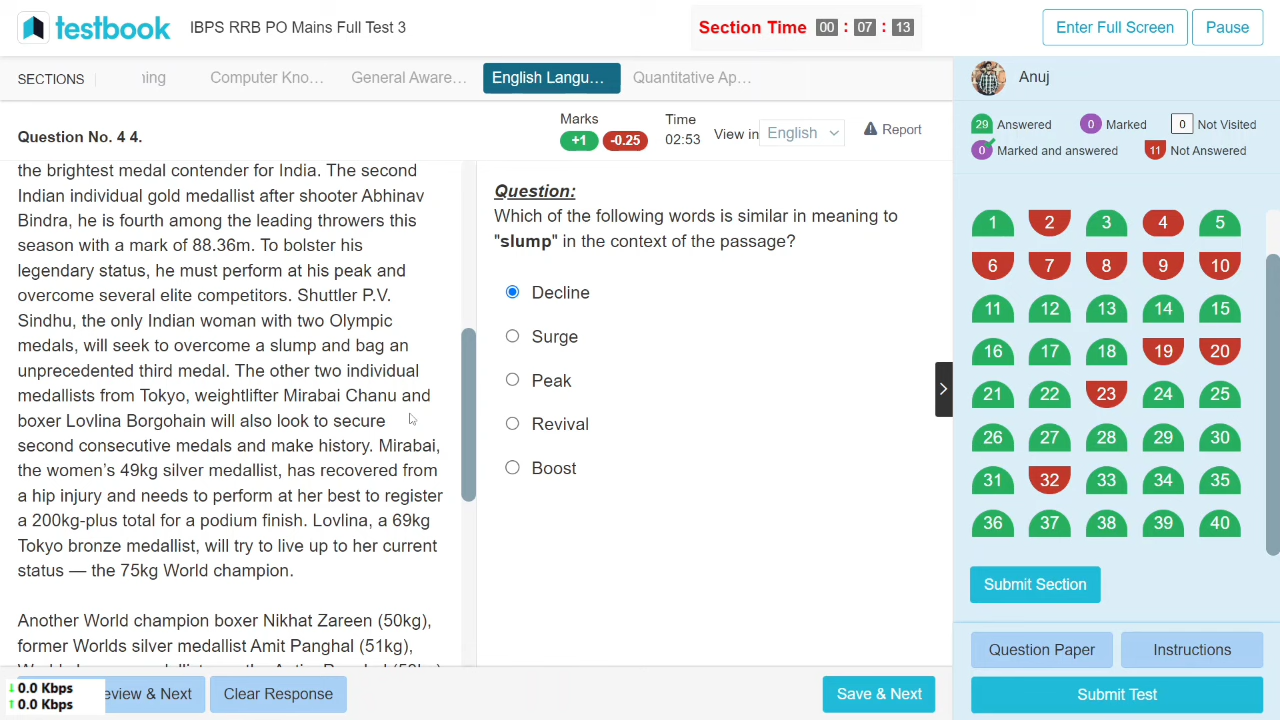 testbook
IBPS RRB PO Mains Full Test 3
Section Time 00 : 07 : 13
Enter Full Screen
Pause
SECTIONS
Computer Kno...
General Aware...
English Langu...
Quantitative Ap...
Anuj
Question No. 4 4.
Marks
+1 -0.25
Time
02:53
View in English
Report
29 Answered
0 Marked
0 Not Visited
0 Marked and answered
11 Not Answered
the brightest medal contender for India. The second
Indian individual gold medallist after shooter Abhinav
Bindra, he is fourth among the leading throwers this
season with a mark of 88.36m. To bolster his
legendary status, he must perform at his peak and
overcome several elite competitors. Shuttler P.V.
Sindhu, the only Indian woman with two Olympic
medals, will seek to overcome a slump and bag an
unprecedented third medal. The other two individual
medallists from Tokyo, weightlifter Mirabai Chanu and
boxer Lovlina Borgohain will also look to secure
second consecutive medals and make history. Mirabai,
the women's 49kg silver medallist, has recovered from
a hip injury and needs to perform at her best to register
a 200kg-plus total for a podium finish. Lovlina, a 69kg
Tokyo bronze medallist, will try to live up to her current
status — the 75kg World champion.
Another World champion boxer Nikhat Zareen (50kg),
former Worlds silver medallist Amit Panghal (51kg),
Question:
Which of the following words is similar in meaning to
"slump" in the context of the passage?
Decline
Surge
Peak
Revival
Boost
1 2 3 4 5
6 7 8 9 10
11 12 13 14 15
16 17 18 19 20
21 22 23 24 25
26 27 28 29 30
31 32 33 34 35
36 37 38 39 40
Submit Section
Question Paper
Instructions
Submit Test
& Next
Clear Response
Save & Next
0.0 Kbps
0.0 Kbps